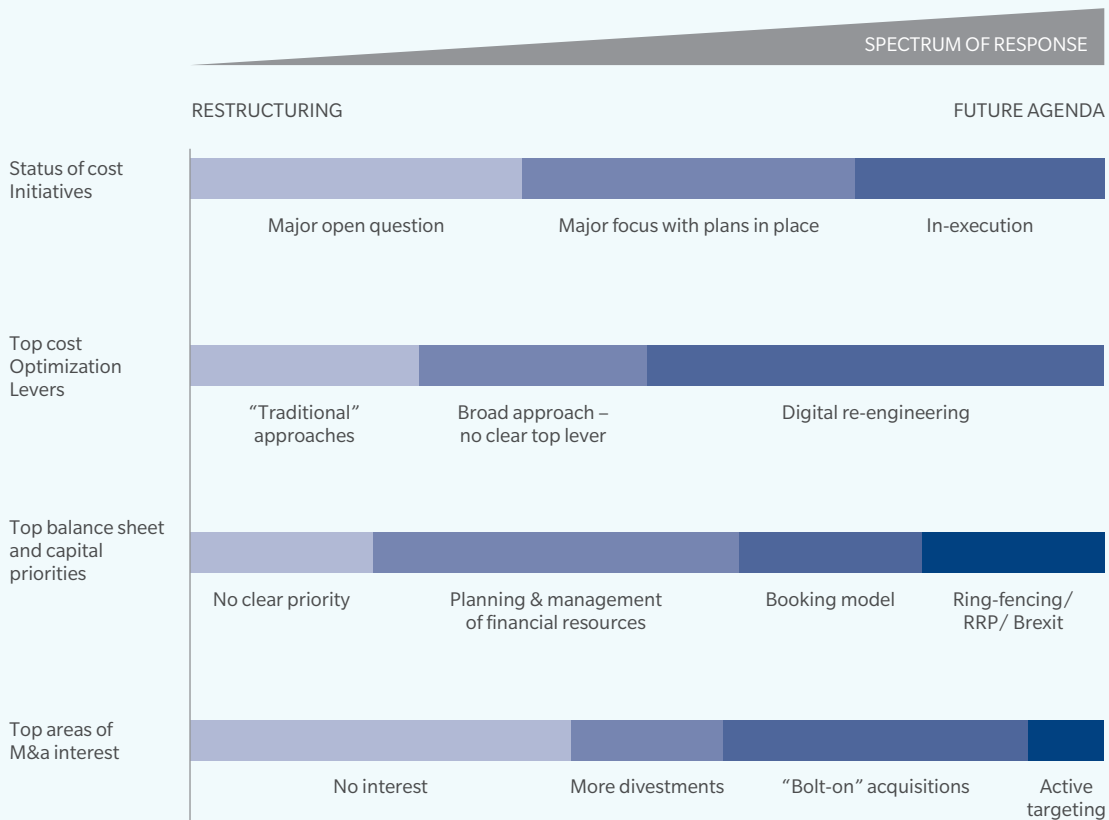 SPECTRUM OF RESPONSE
RESTRUCTURING
FUTURE AGENDA
Status of cost
Initiatives
Major open question
Major focus with plans in place
In-execution
Top cost
Optimization
Levers
“Traditional”
approaches
Broad approach –
no clear top lever
Digital re-engineering
Top balance sheet
and capital
priorities
No clear priority
Planning & management
of financial resources
Booking model
Ring-fencing/
RRP/ Brexit
Top areas of
M&a interest
No interest
More divestments
“Bolt-on” acquisitions
Active
targeting